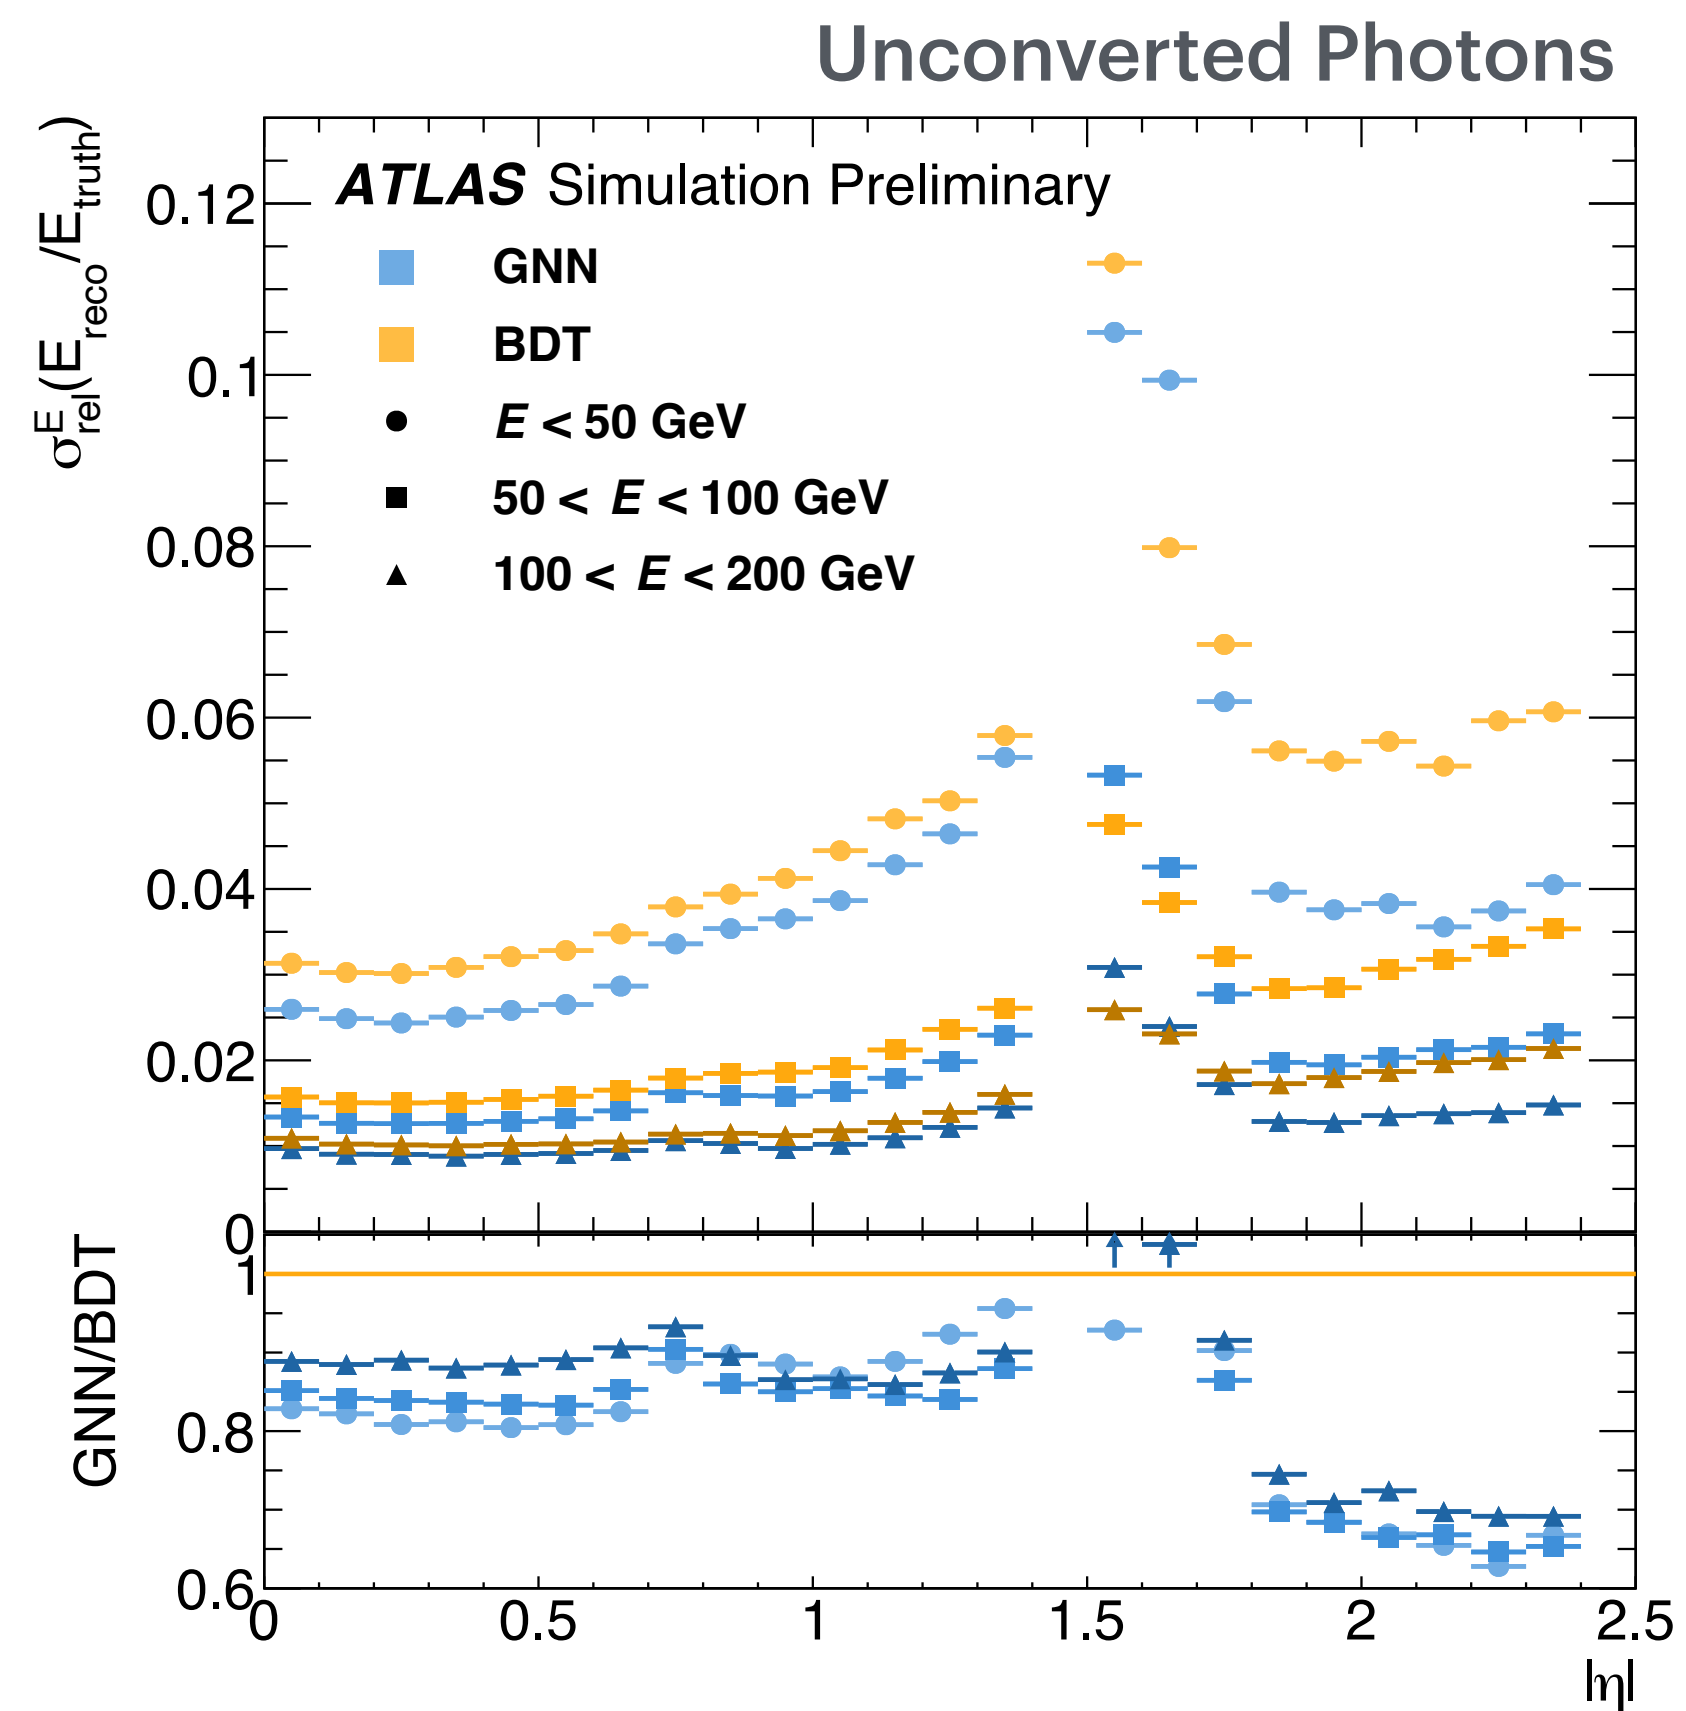 Unconverted Photons
σ^E_rel(E_reco/E_truth)
ATLAS Simulation Preliminary
GNN
BDT
E < 50 GeV
50 < E < 100 GeV
100 < E < 200 GeV
0.12
0.1
0.08
0.06
0.04
0.02
0
GNN/BDT
1
0.8
0.6
0 0.5 1 1.5 2 2.5
|η|